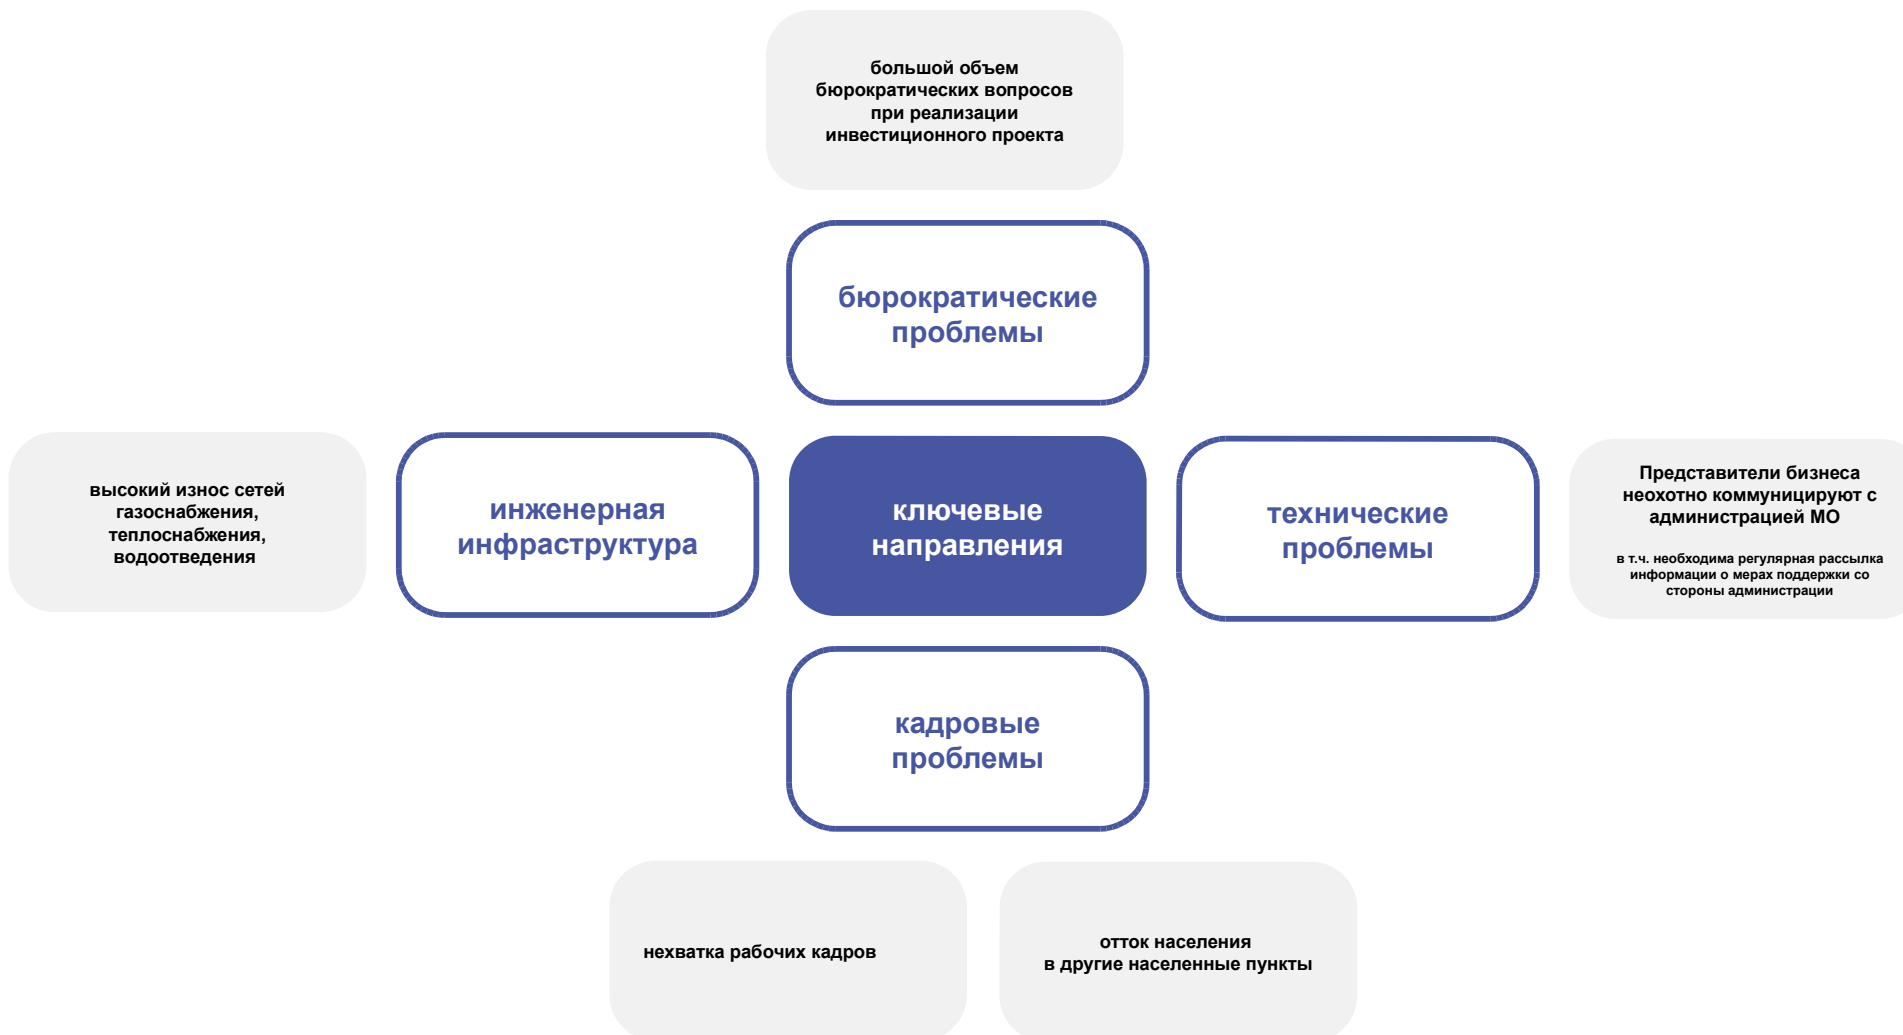 большой объем
бюрократических вопросов
при реализации
инвестиционного проекта
бюрократические
проблемы
высокий износ сетей
газоснабжения,
теплоснабжения,
водоотведения
инженерная
инфраструктура
ключевые
направления
технические
проблемы
Представители бизнеса
неохотно коммуницируют с
администрацией МО
в т.ч. необходима регулярная рассылка
информации о мерах поддержки со
стороны администрации
кадровые
проблемы
нехватка рабочих кадров
отток населения
в другие населенные пункты